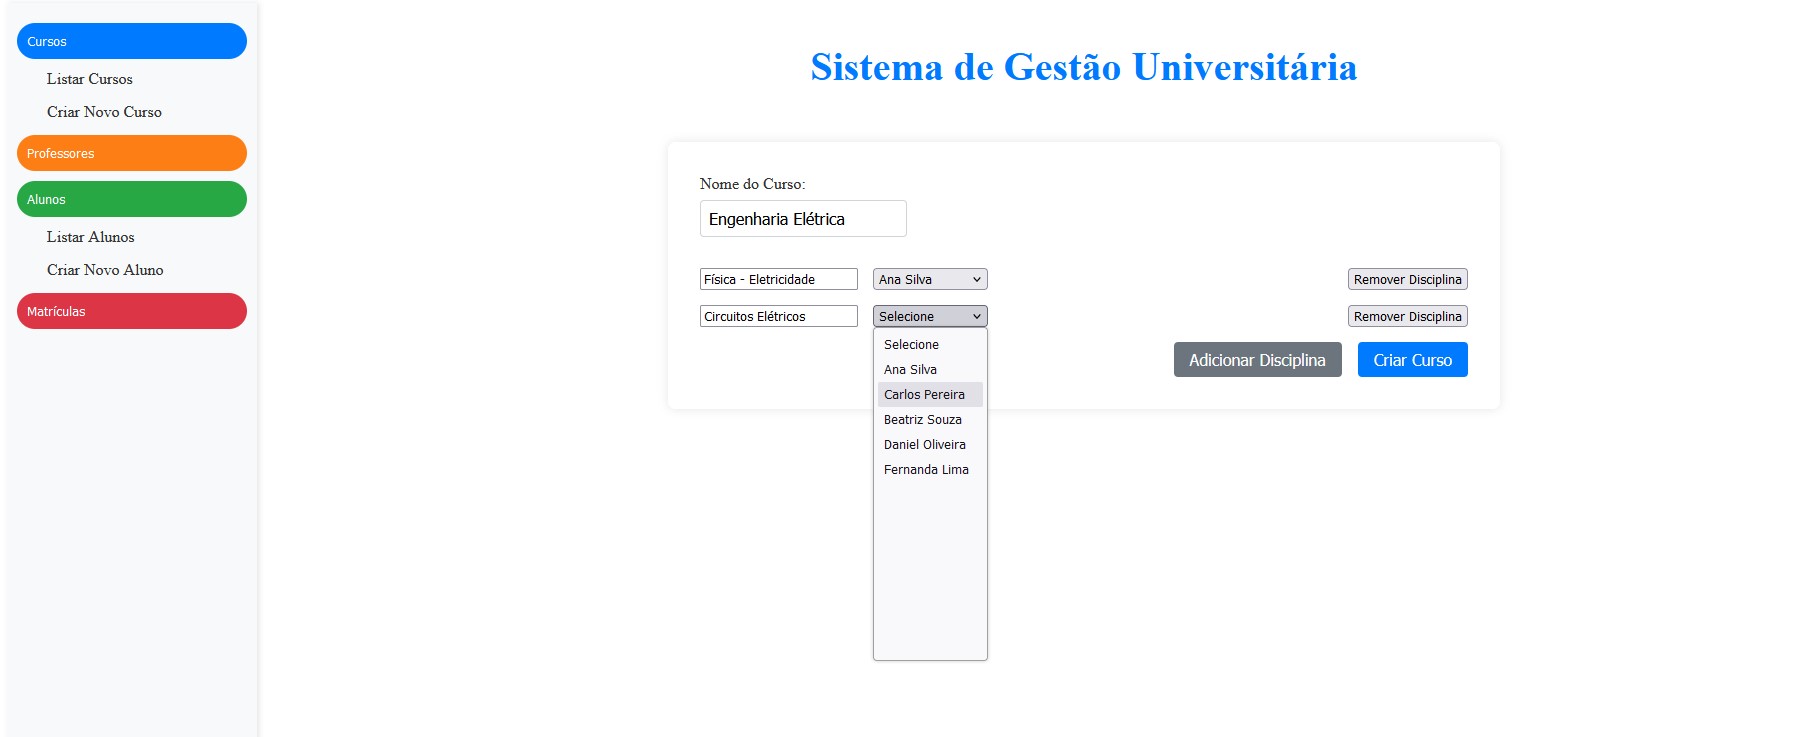 Cursos
Listar Cursos
Criar Novo Curso
Professores
Alunos
Listar Alunos
Criar Novo Aluno
Matrículas
Sistema de Gestão Universitária
Nome do Curso:
Engenharia Elétrica
Física - Eletricidade Ana Silva Remover Disciplina
Circuitos Elétricos Selecione Remover Disciplina
Selecione
Ana Silva
Carlos Pereira
Beatriz Souza
Daniel Oliveira
Fernanda Lima
Adicionar Disciplina Criar Curso